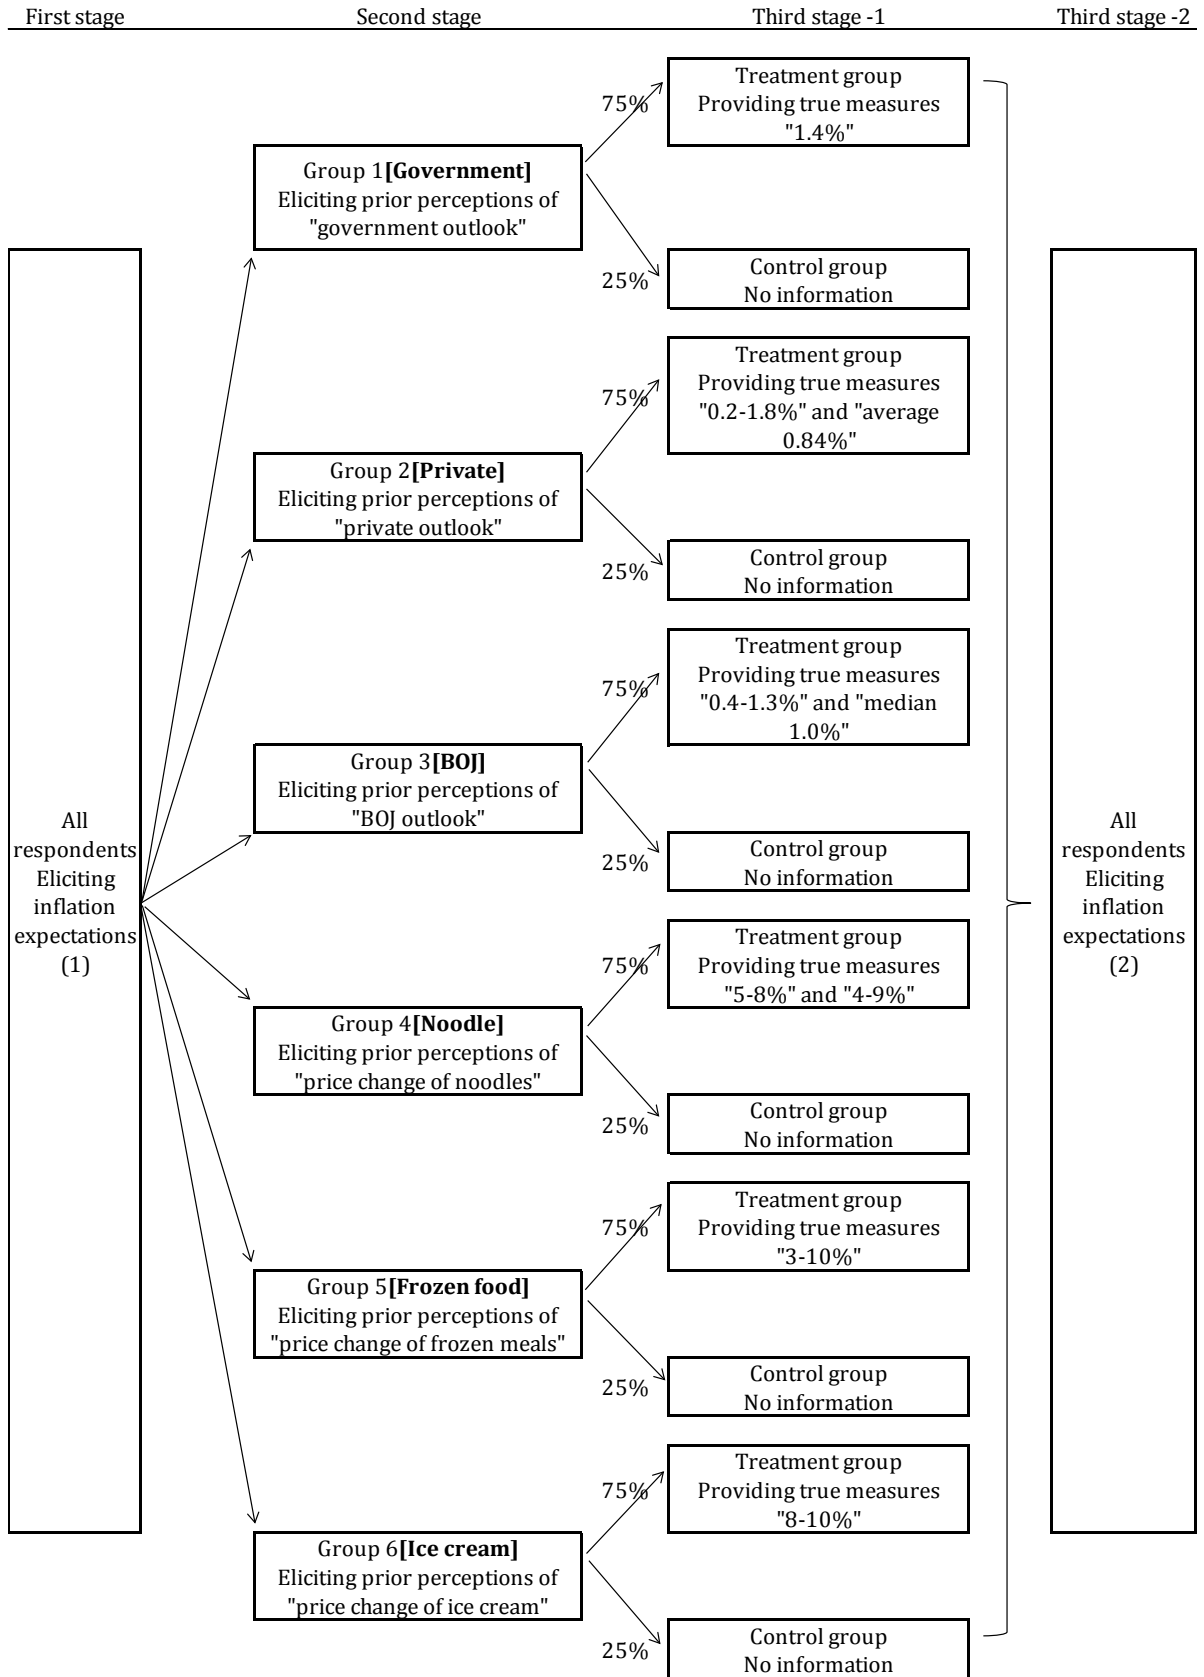 First stage Second stage Third stage -1 Third stage -2
Treatment group
Providing true measures
"1.4%"
75%
Group 1[Government]
Eliciting prior perceptions of
"government outlook"
Control group
No information
25%
Treatment group
Providing true measures
"0.2-1.8%" and "average
0.84%"
75%
Group 2[Private]
Eliciting prior perceptions of
"private outlook"
Control group
No information
25%
Treatment group
Providing true measures
"0.4-1.3%" and "median
1.0%"
75%
Group 3[BOJ]
Eliciting prior perceptions of
"BOJ outlook"
Control group
No information
25%
All
respondents
Eliciting
inflation
expectations
(1)
Treatment group
Providing true measures
"5-8%" and "4-9%"
75%
Group 4[Noodle]
Eliciting prior perceptions of
"price change of noodles"
Control group
No information
25%
Treatment group
Providing true measures
"3-10%"
75%
Group 5[Frozen food]
Eliciting prior perceptions of
"price change of frozen meals"
Control group
No information
25%
Treatment group
Providing true measures
"8-10%"
75%
Group 6[Ice cream]
Eliciting prior perceptions of
"price change of ice cream"
Control group
No information
25%
All
respondents
Eliciting
inflation
expectations
(2)